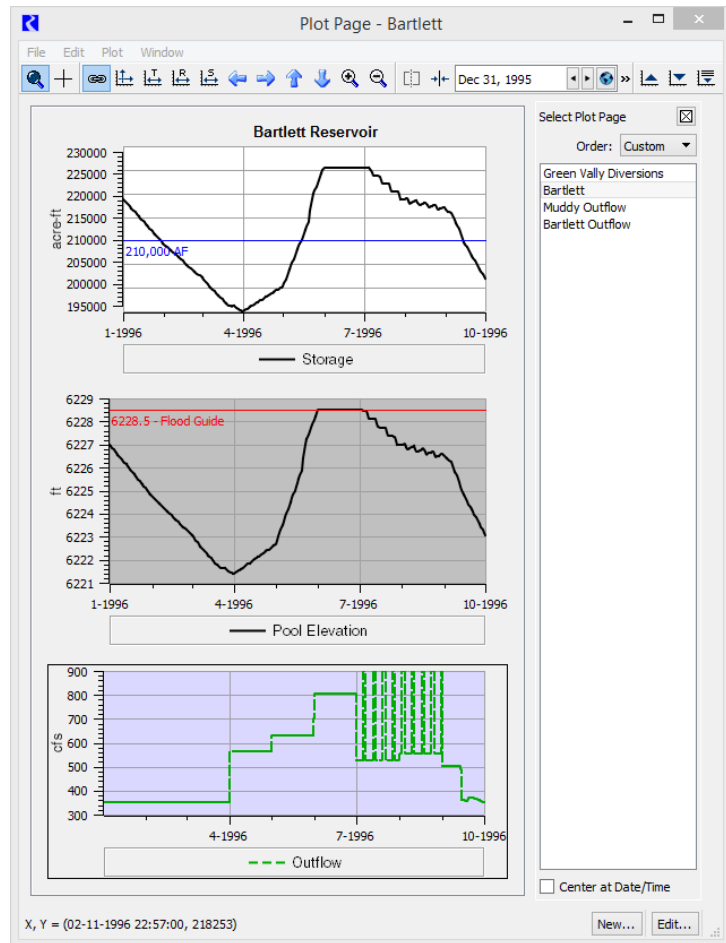 Plot Page - Bartlett
File Edit Plot Window
T R S Dec 31, 1995 »
Select Plot Page
Order: Custom
Green Vally Diversions
Bartlett
Muddy Outflow
Bartlett Outflow
Bartlett Reservoir
230000
225000
220000
215000
210000
205000
200000
195000
acre-ft
210,000 AF
1-1996 4-1996 7-1996 10-1996
Storage
6229
6228
6227
6226
6225
6224
6223
6222
6221
ft
6228.5 - Flood Guide
1-1996 4-1996 7-1996 10-1996
Pool Elevation
900
800
700
600
500
400
300
cfs
4-1996 7-1996 10-1996
Outflow
Center at Date/Time
X, Y = (02-11-1996 22:57:00, 218253)
New... Edit...